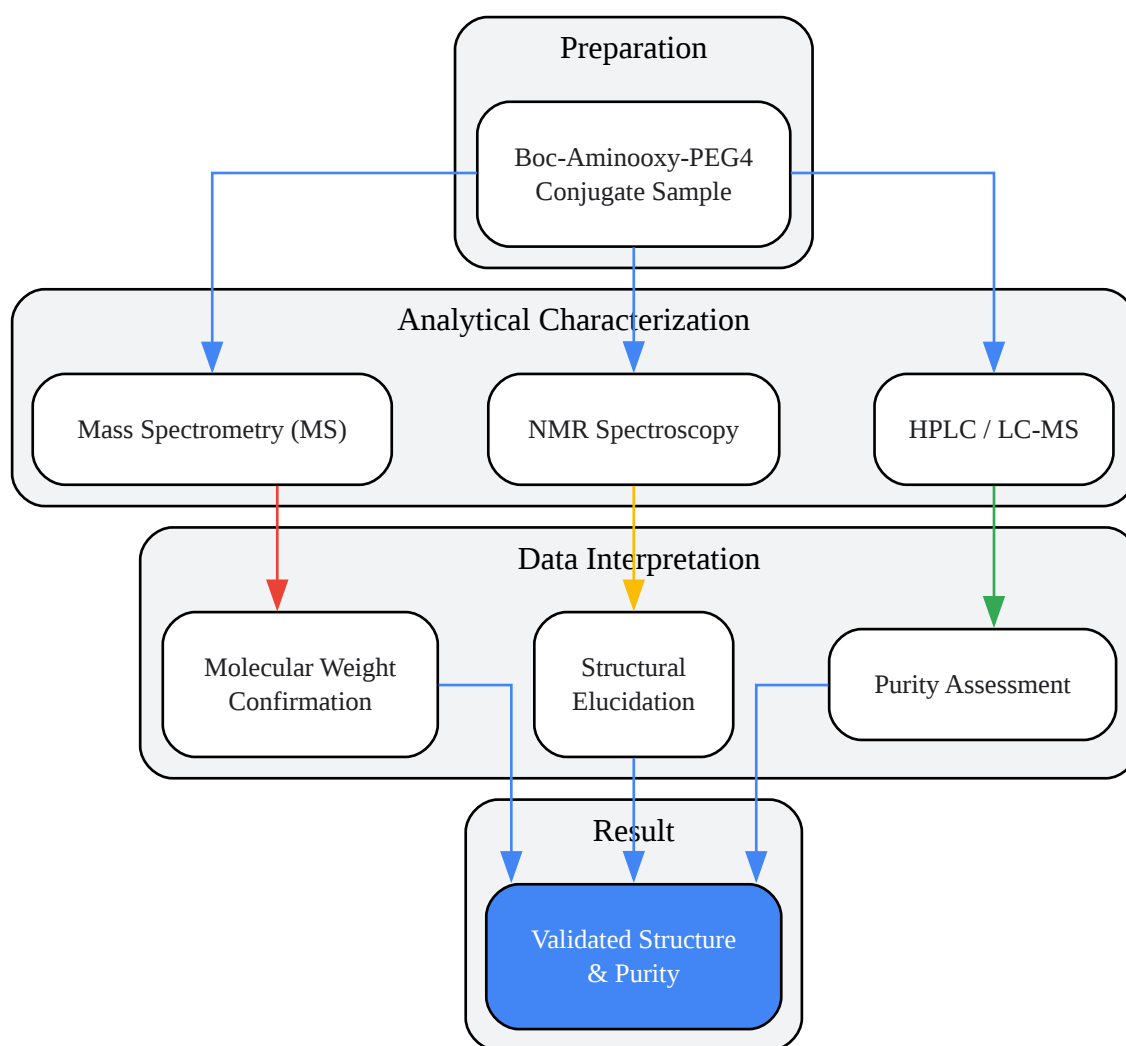 Preparation
Boc-Aminooxy-PEG4
Conjugate Sample
Analytical Characterization
Mass Spectrometry (MS)
NMR Spectroscopy
HPLC / LC-MS
Data Interpretation
Molecular Weight
Confirmation
Structural
Elucidation
Purity Assessment
Result
Validated Structure
& Purity